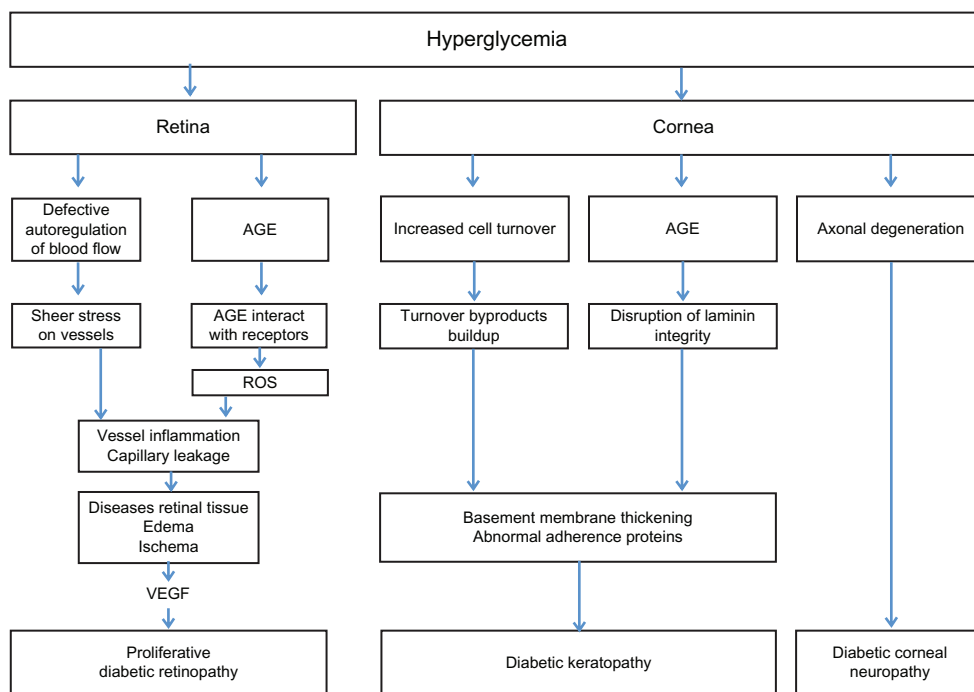 Hyperglycemia
Retina
Cornea
Defective
autoregulation
of blood flow
AGE
Increased cell turnover
AGE
Axonal degeneration
Sheer stress
on vessels
AGE interact
with receptors
Turnover byproducts
buildup
Disruption of laminin
integrity
ROS
Vessel inflammation
Capillary leakage
Diseases retinal tissue
Edema
Ischema
Basement membrane thickening
Abnormal adherence proteins
VEGF
Proliferative
diabetic retinopathy
Diabetic keratopathy
Diabetic corneal
neuropathy